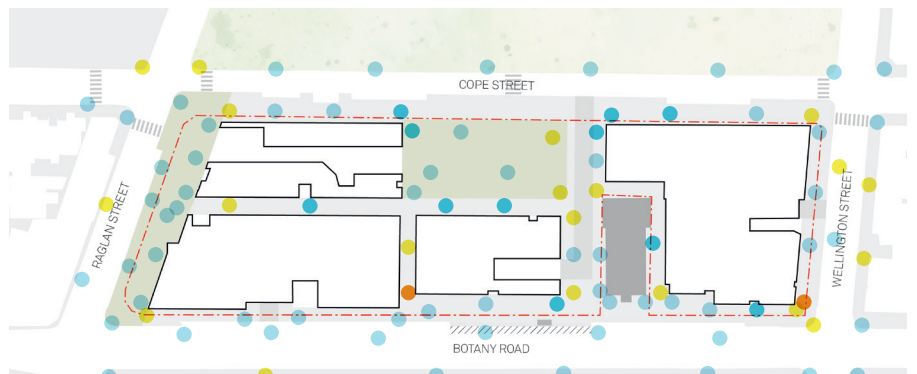 COPE STREET
RAGLAN STREET
WELLINGTON STREET
BOTANY ROAD